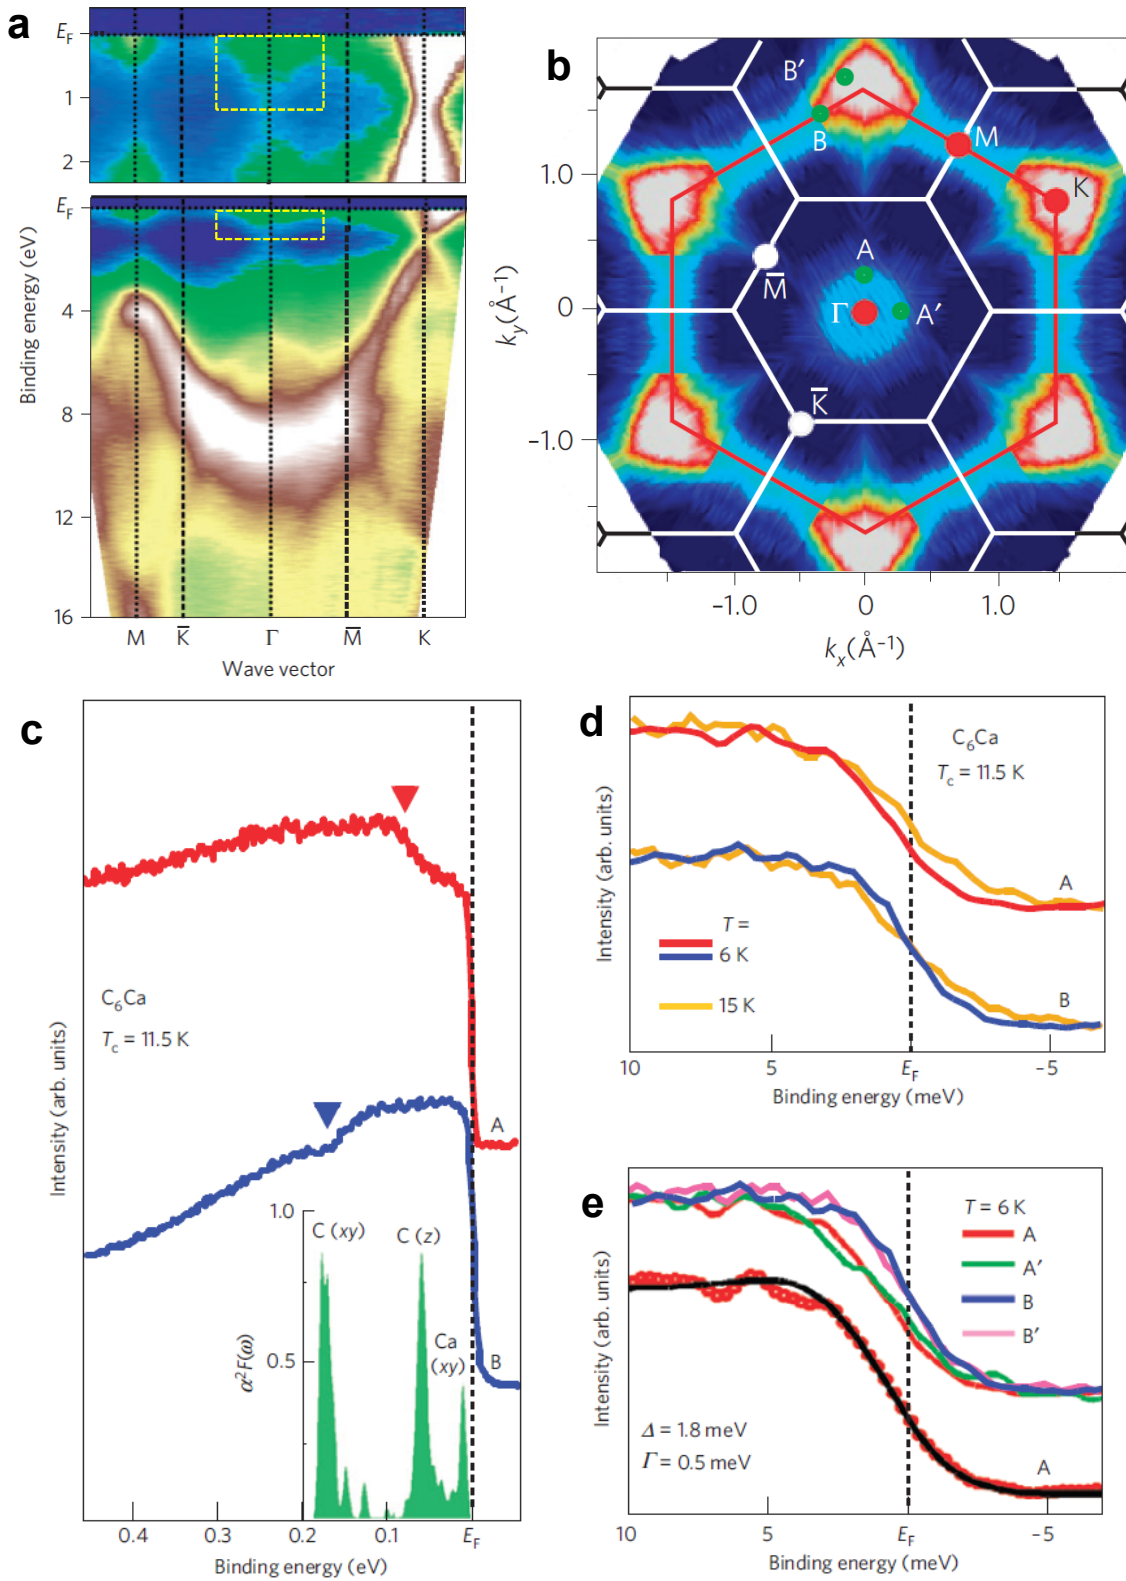 a
E_F
1
2
E_F
4
8
12
16
Binding energy (eV)
M K̅ Γ M̅ K
Wave vector
b
B′
B
M
K
A
M̅
Γ
A′
K̅
1.0
0
−1.0
k_y(Å⁻¹)
−1.0 0 1.0
k_x(Å⁻¹)
c
C₆Ca
T_c = 11.5 K
A
B
Intensity (arb. units)
1.0
0.5
α²F(ω)
C (xy)
C (z)
Ca
(xy)
0.4 0.3 0.2 0.1 E_F
Binding energy (eV)
d
C₆Ca
T_c = 11.5 K
A
T =
6 K
15 K
B
Intensity (arb. units)
10 5 E_F −5
Binding energy (meV)
e
T = 6 K
A
A′
B
B′
Δ = 1.8 meV
Γ = 0.5 meV
A
Intensity (arb. units)
10 5 E_F −5
Binding energy (meV)